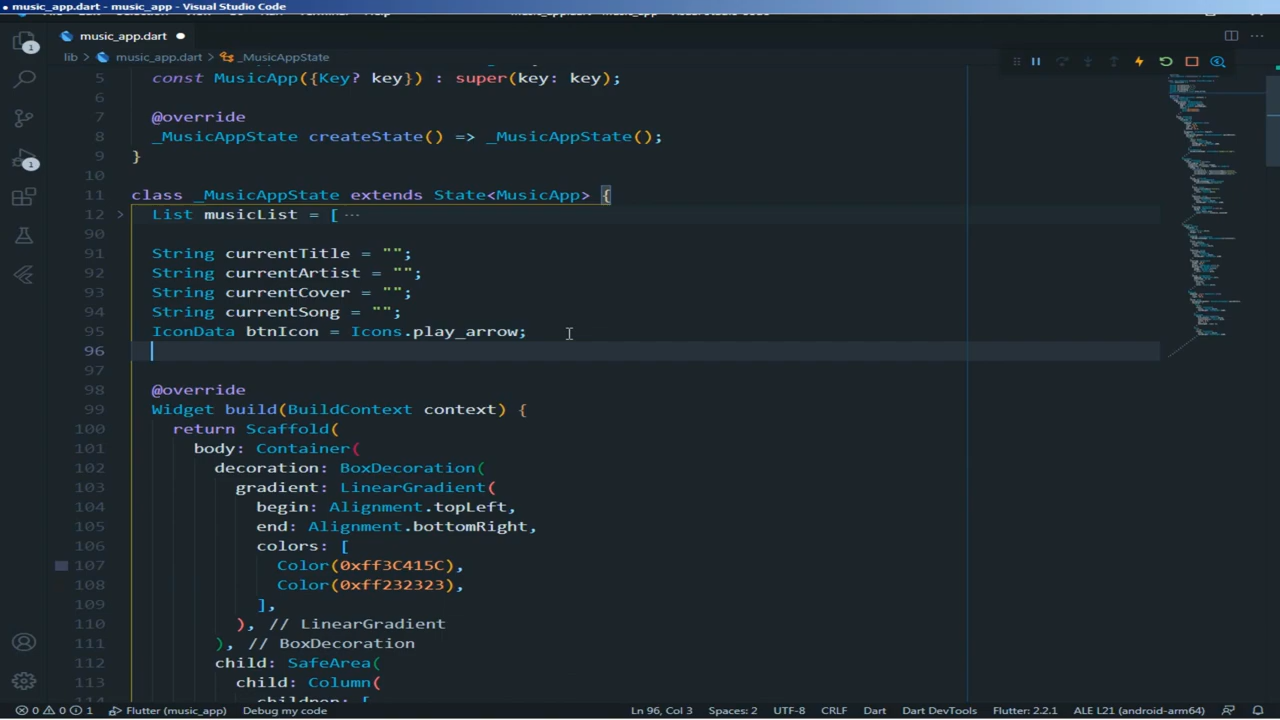 music_app.dart - music_app - Visual Studio Code
music_app.dart
lib > music_app.dart > _MusicAppState
5 const MusicApp({Key? key}) : super(key: key);
6
7 @override
8 _MusicAppState createState() => _MusicAppState();
9 }
10
11 class _MusicAppState extends State<MusicApp> {
12 List musicList = [ ···
90
91 String currentTitle = "";
92 String currentArtist = "";
93 String currentCover = "";
94 String currentSong = "";
95 IconData btnIcon = Icons.play_arrow;
96
97
98 @override
99 Widget build(BuildContext context) {
100 return Scaffold(
101 body: Container(
102 decoration: BoxDecoration(
103 gradient: LinearGradient(
104 begin: Alignment.topLeft,
105 end: Alignment.bottomRight,
106 colors: [
107 Color(0xff3C415C),
108 Color(0xff232323),
109 ],
110 ), // LinearGradient
111 ), // BoxDecoration
112 child: SafeArea(
113 child: Column(
114 children: [
1
1
0 0 1 Flutter (music_app) Debug my code Ln 96, Col 3 Spaces: 2 UTF-8 CRLF Dart Dart DevTools Flutter: 2.2.1 ALE L21 (android-arm64)